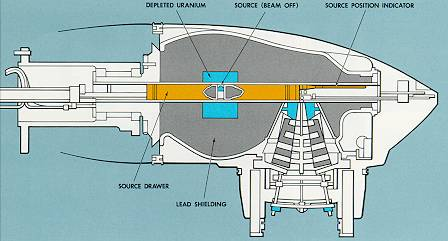 DEPLETED URANIUM
SOURCE (BEAM OFF)
SOURCE POSITION INDICATOR
SOURCE DRAWER
LEAD SHIELDING